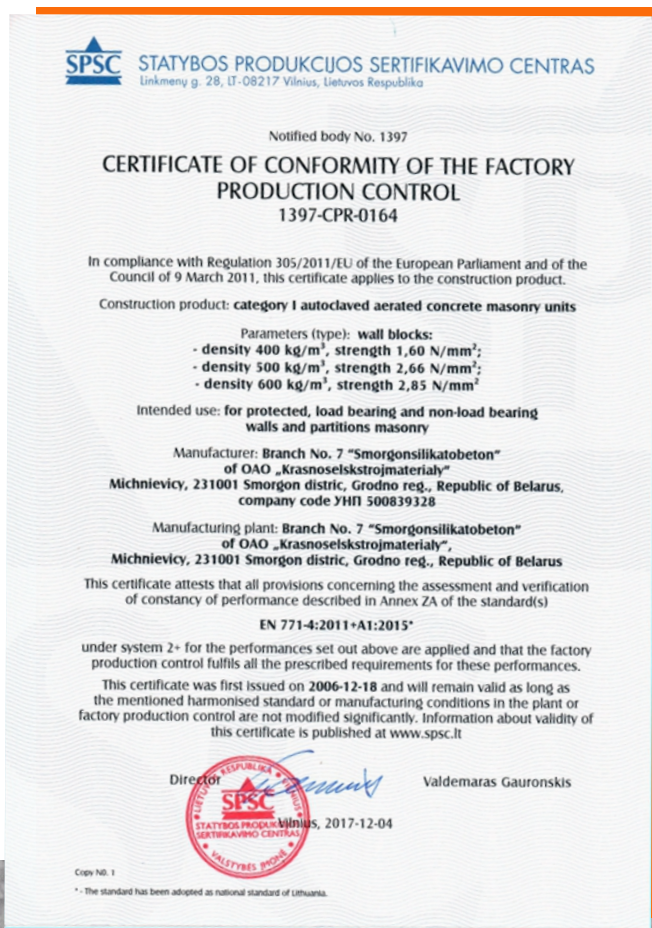 SPSC
STATYBOS PRODUKCIJOS SERTIFIKAVIMO CENTRAS
Linkmenų g. 28, LT-08217 Vilnius, Lietuvos Respublika
Notified body No. 1397
CERTIFICATE OF CONFORMITY OF THE FACTORY
PRODUCTION CONTROL
1397-CPR-0164
In compliance with Regulation 305/2011/EU of the European Parliament and of the
Council of 9 March 2011, this certificate applies to the construction product.
Construction product: category I autoclaved aerated concrete masonry units
Parameters (type): wall blocks:
- density 400 kg/m³, strength 1,60 N/mm²;
- density 500 kg/m³, strength 2,66 N/mm²;
- density 600 kg/m³, strength 2,85 N/mm²
Intended use: for protected, load bearing and non-load bearing
walls and partitions masonry
Manufacturer: Branch No. 7 "Smorgonsilikatobeton"
of OAO „Krasnoselskstrojmaterialy"
Michnievicy, 231001 Smorgon distric, Grodno reg., Republic of Belarus,
company code УНП 500839328
Manufacturing plant: Branch No. 7 "Smorgonsilikatobeton"
of OAO „Krasnoselskstrojmaterialy",
Michnievicy, 231001 Smorgon distric, Grodno reg., Republic of Belarus
This certificate attests that all provisions concerning the assessment and verification
of constancy of performance described in Annex ZA of the standard(s)
EN 771-4:2011+A1:2015*
under system 2+ for the performances set out above are applied and that the factory
production control fulfils all the prescribed requirements for these performances.
This certificate was first issued on 2006-12-18 and will remain valid as long as
the mentioned harmonised standard or manufacturing conditions in the plant or
factory production control are not modified significantly. Information about validity of
this certificate is published at www.spsc.lt
Director Valdemaras Gauronskis
LIETUVOS RESPUBLIKA VILNIUS
SPSC
STATYBOS PRODUKCIJOS
SERTIFIKAVIMO CENTRAS
VALSTYBĖS ĮMONĖ
Vilnius, 2017-12-04
Copy N0. 1
* - The standard has been adopted as national standard of Lithuania.